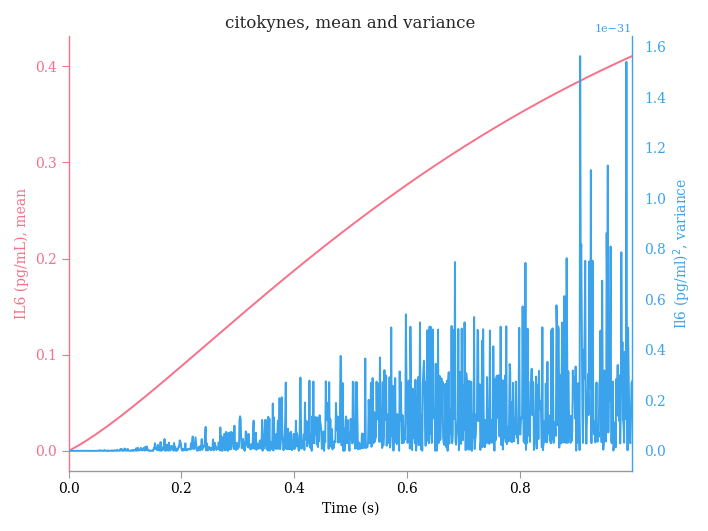 citokynes, mean and variance
1e−31
IL6 (pg/mL), mean
0.4
0.3
0.2
0.1
0.0
1.6
1.4
1.2
1.0
0.8
0.6
0.4
0.2
0.0
Il6 (pg/ml)², variance
0.0 0.2 0.4 0.6 0.8
Time (s)